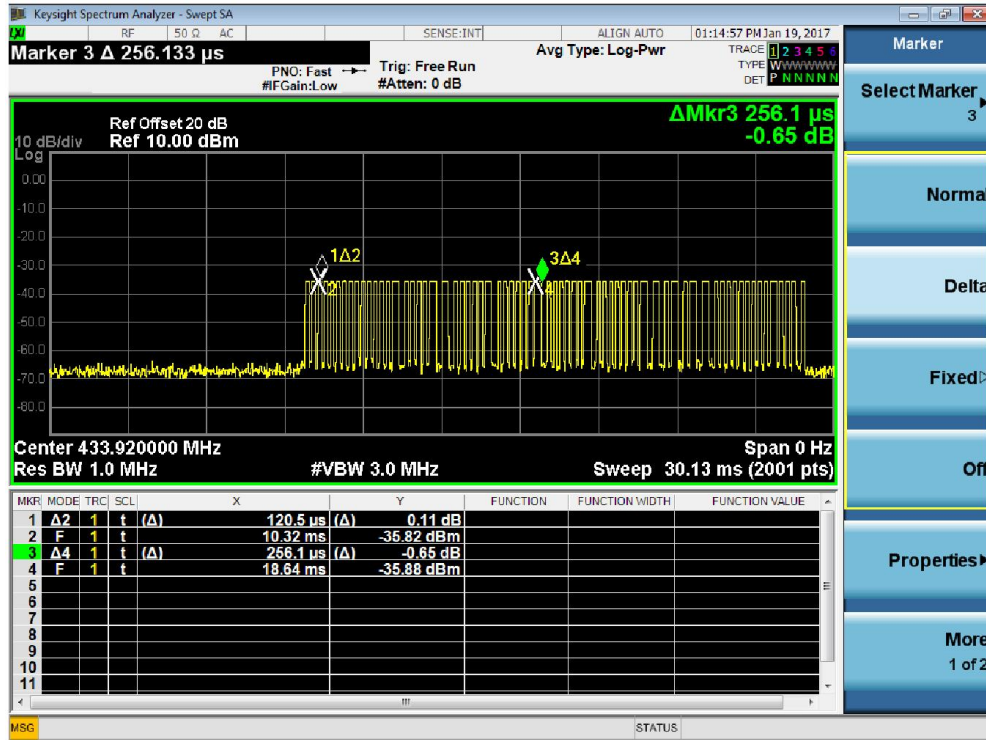 Keysight Spectrum Analyzer - Swept SA
LXI RF 50 Ω AC SENSE:INT ALIGN AUTO 01:14:57 PM Jan 19, 2017
Marker 3 Δ 256.133 µs
PNO: Fast
#IFGain:Low
Trig: Free Run
#Atten: 0 dB
Avg Type: Log-Pwr
TRACE 1 2 3 4 5 6
TYPE W W W W W W
DET P N N N N N
ΔMkr3 256.1 µs
-0.65 dB
Ref Offset 20 dB
10 dB/div Ref 10.00 dBm
Log
0.00
-10.0
-20.0
-30.0
-40.0
-50.0
-60.0
-70.0
-80.0
1Δ2
2
3Δ4
4
Center 433.920000 MHz Span 0 Hz
Res BW 1.0 MHz #VBW 3.0 MHz Sweep 30.13 ms (2001 pts)
MKR MODE TRC SCL X Y FUNCTION FUNCTION WIDTH FUNCTION VALUE
1 Δ2 1 t (Δ) 120.5 µs (Δ) 0.11 dB
2 F 1 t 10.32 ms -35.82 dBm
3 Δ4 1 t (Δ) 256.1 µs (Δ) -0.65 dB
4 F 1 t 18.64 ms -35.88 dBm
5
6
7
8
9
10
11
MSG STATUS
Marker
Select Marker
3
Normal
Delta
Fixed
Off
Properties
More
1 of 2